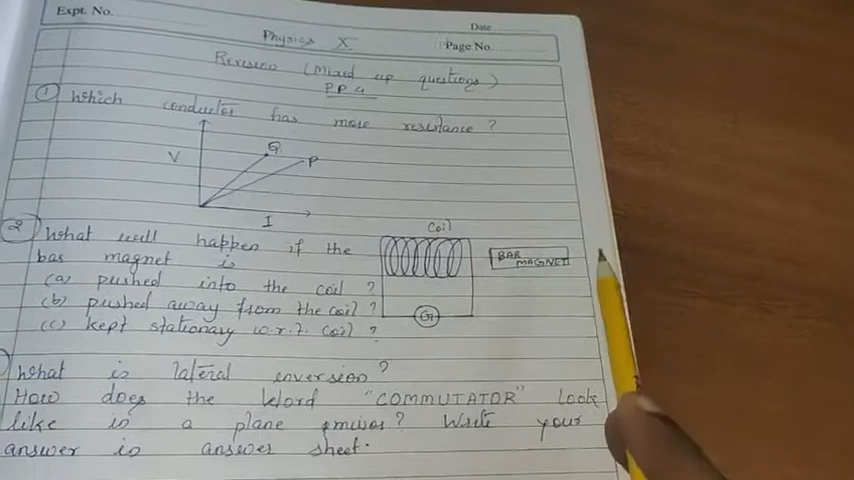 Expt. No.
Date
Physics X
Page No.
Revision (Mixed up questions)
PP 4
1 Which conductor has more resistance ?
V
Q
P
I
Coil
2 What will happen if the
bar magnet is
BAR
MAGNET
(a) pushed into the coil ?
(b) pushed away from the coil ?
G
(c) kept stationary w.r.t. coil ?
What is lateral inversion ?
How does the word "COMMUTATOR" look
like in a plane mirror? Write your
answer in answer sheet.